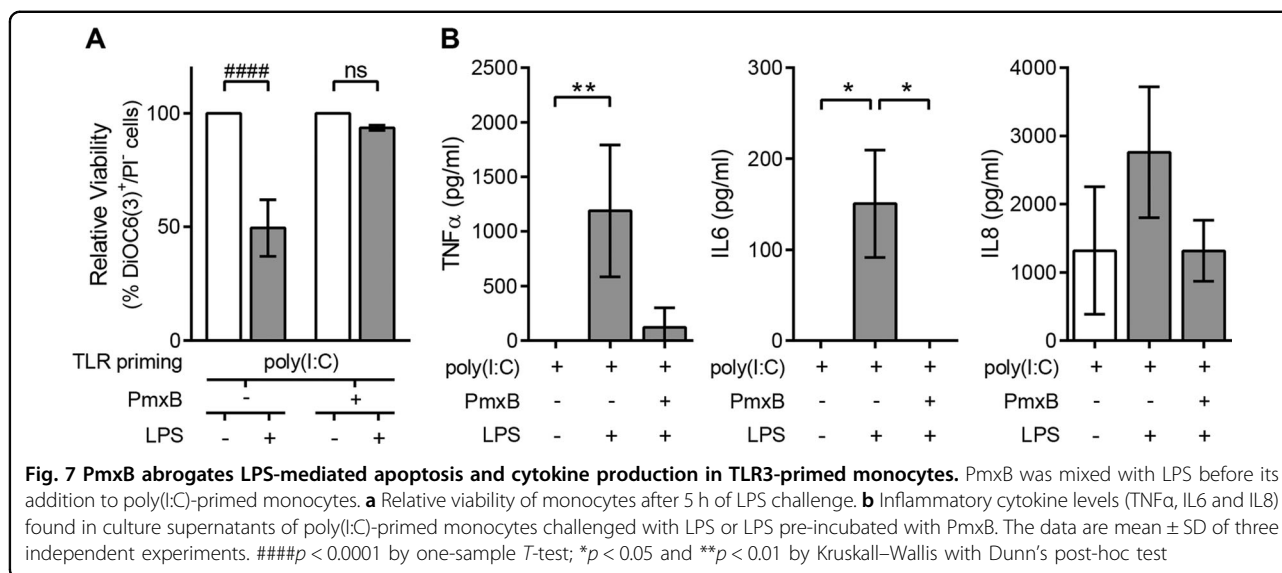 A
B
####
ns
Relative Viability
(% DiOC6(3)+/PI- cells)
100
50
0
TLR priming poly(I:C)
PmxB - +
LPS - + - +
**
TNFα (pg/ml)
2500
2000
1500
1000
500
0
poly(I:C) + + +
PmxB - - +
LPS - + +
* *
IL6 (pg/ml)
300
200
100
0
poly(I:C) + + +
PmxB - - +
LPS - + +
IL8 (pg/ml)
4000
3000
2000
1000
0
poly(I:C) + + +
PmxB - - +
LPS - + +
Fig. 7 PmxB abrogates LPS-mediated apoptosis and cytokine production in TLR3-primed monocytes. PmxB was mixed with LPS before its
addition to poly(I:C)-primed monocytes. a Relative viability of monocytes after 5 h of LPS challenge. b Inflammatory cytokine levels (TNFα, IL6 and IL8)
found in culture supernatants of poly(I:C)-primed monocytes challenged with LPS or LPS pre-incubated with PmxB. The data are mean ± SD of three
independent experiments. ####p < 0.0001 by one-sample T-test; *p < 0.05 and **p < 0.01 by Kruskall–Wallis with Dunn's post-hoc test